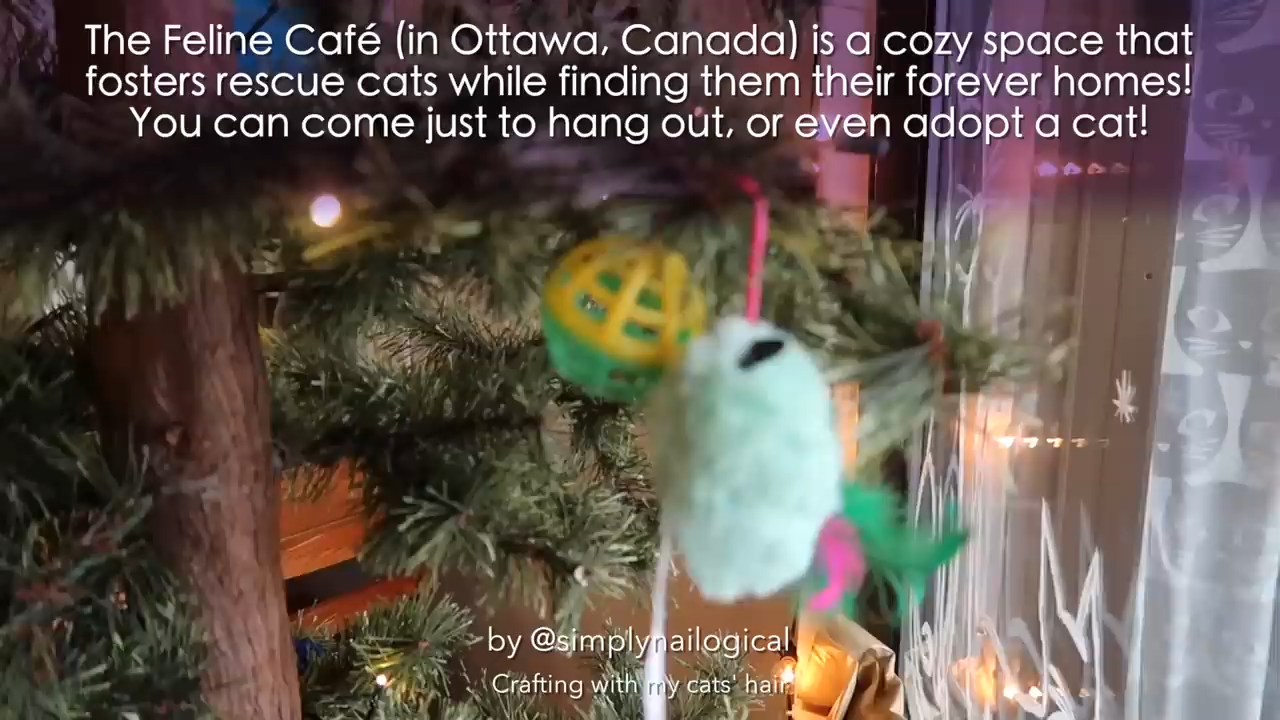 The Feline Café (in Ottawa, Canada) is a cozy space that
fosters rescue cats while finding them their forever homes!
You can come just to hang out, or even adopt a cat!
by @simplynailogical
Crafting with my cats' hair